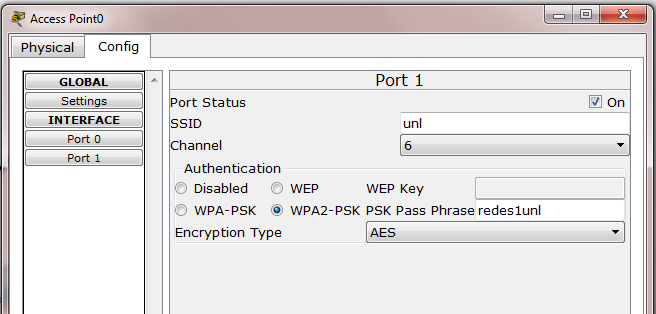 Access Point0
Physical Config
GLOBAL
Settings
INTERFACE
Port 0
Port 1
Port 1
Port Status On
SSID unl
Channel 6
Authentication
Disabled WEP WEP Key
WPA-PSK WPA2-PSK PSK Pass Phrase redes1unl
Encryption Type AES